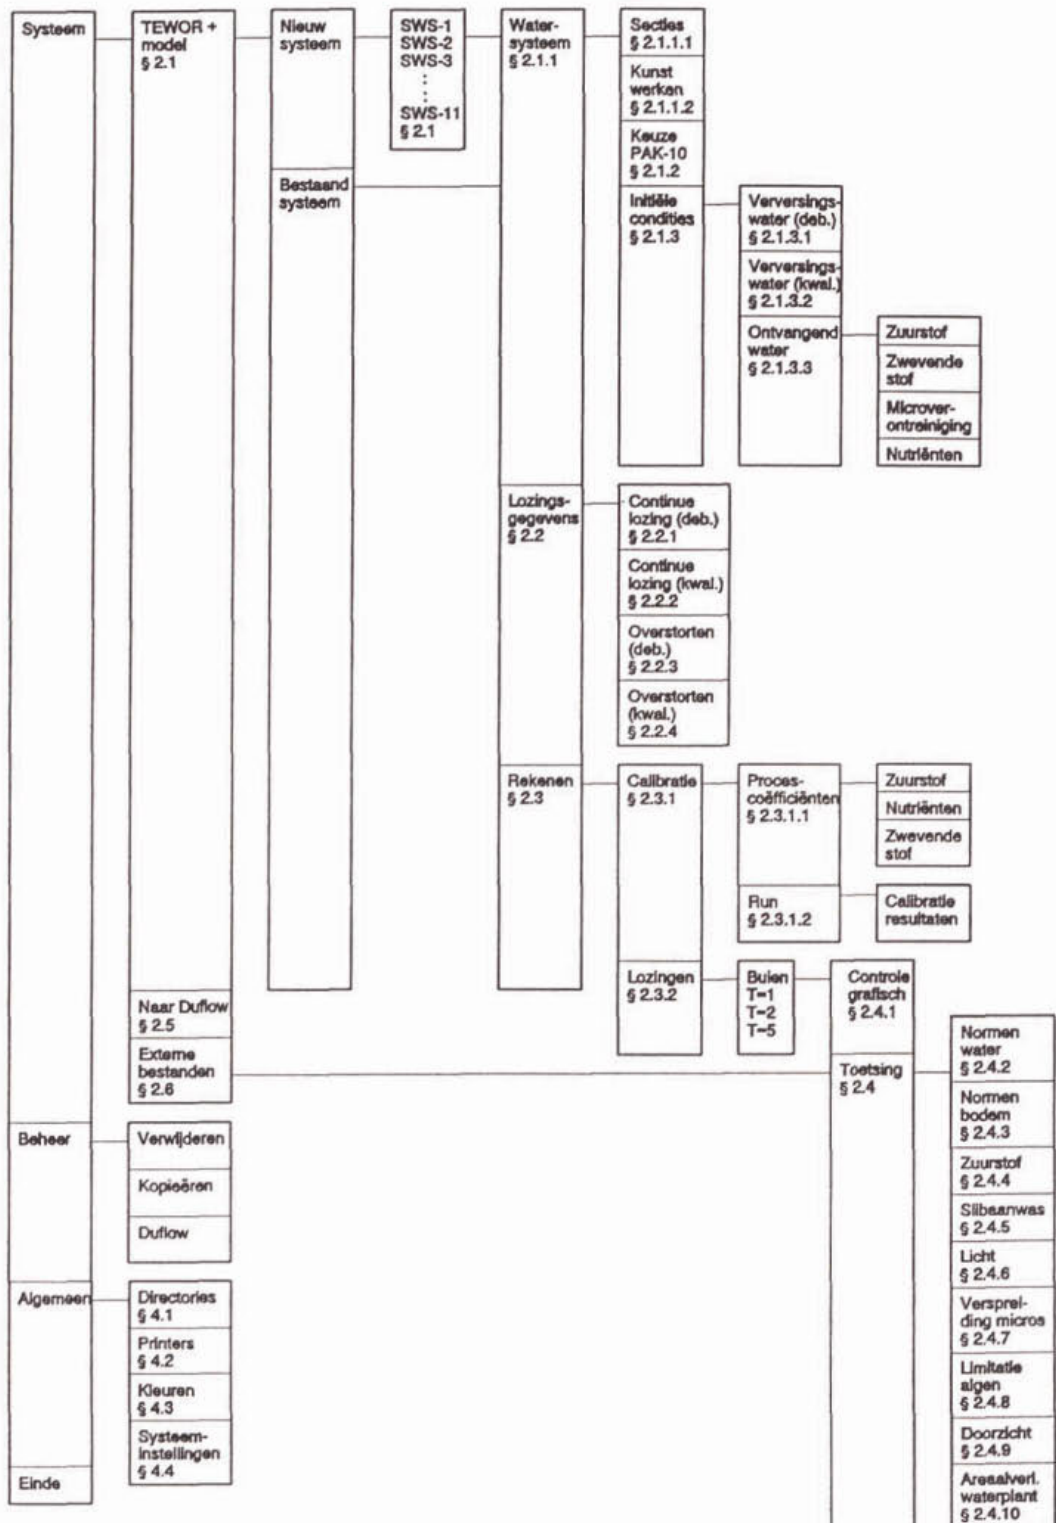 Systeem
TEWOR +
model
§ 2.1
Nieuw
systeem
SWS-1
SWS-2
SWS-3
SWS-11
§ 2.1
Water-
systeem
§ 2.1.1
Secties
§ 2.1.1.1
Kunst
werken
§ 2.1.1.2
Keuze
PAK-10
§ 2.1.2
Bestaand
systeem
Initiële
condities
§ 2.1.3
Verversings-
water (deb.)
§ 2.1.3.1
Verversings-
water (kwal.)
§ 2.1.3.2
Ontvangend
water
§ 2.1.3.3
Zuurstof
Zwevende
stof
Microver-
ontreiniging
Nutriënten
Lozings-
gegevens
§ 2.2
Continue
lozing (deb.)
§ 2.2.1
Continue
lozing (kwal.)
§ 2.2.2
Overstorten
(deb.)
§ 2.2.3
Overstorten
(kwal.)
§ 2.2.4
Rekenen
§ 2.3
Calibratie
§ 2.3.1
Proces-
coëfficiënten
§ 2.3.1.1
Zuurstof
Nutriënten
Zwevende
stof
Run
§ 2.3.1.2
Calibratie
resultaten
Lozingen
§ 2.3.2
Buien
T=1
T=2
T=5
Controle
grafisch
§ 2.4.1
Naar Duflow
§ 2.5
Externe
bestanden
§ 2.6
Toetsing
§ 2.4
Normen
water
§ 2.4.2
Normen
bodem
§ 2.4.3
Zuurstof
§ 2.4.4
Slibaanwas
§ 2.4.5
Licht
§ 2.4.6
Versprei-
ding micros
§ 2.4.7
Limitatie
algen
§ 2.4.8
Doorzicht
§ 2.4.9
Areaalverl.
waterplant
§ 2.4.10
Beheer
Verwijderen
Kopieëren
Duflow
Algemeen
Directories
§ 4.1
Printers
§ 4.2
Kleuren
§ 4.3
Systeem-
instellingen
§ 4.4
Einde